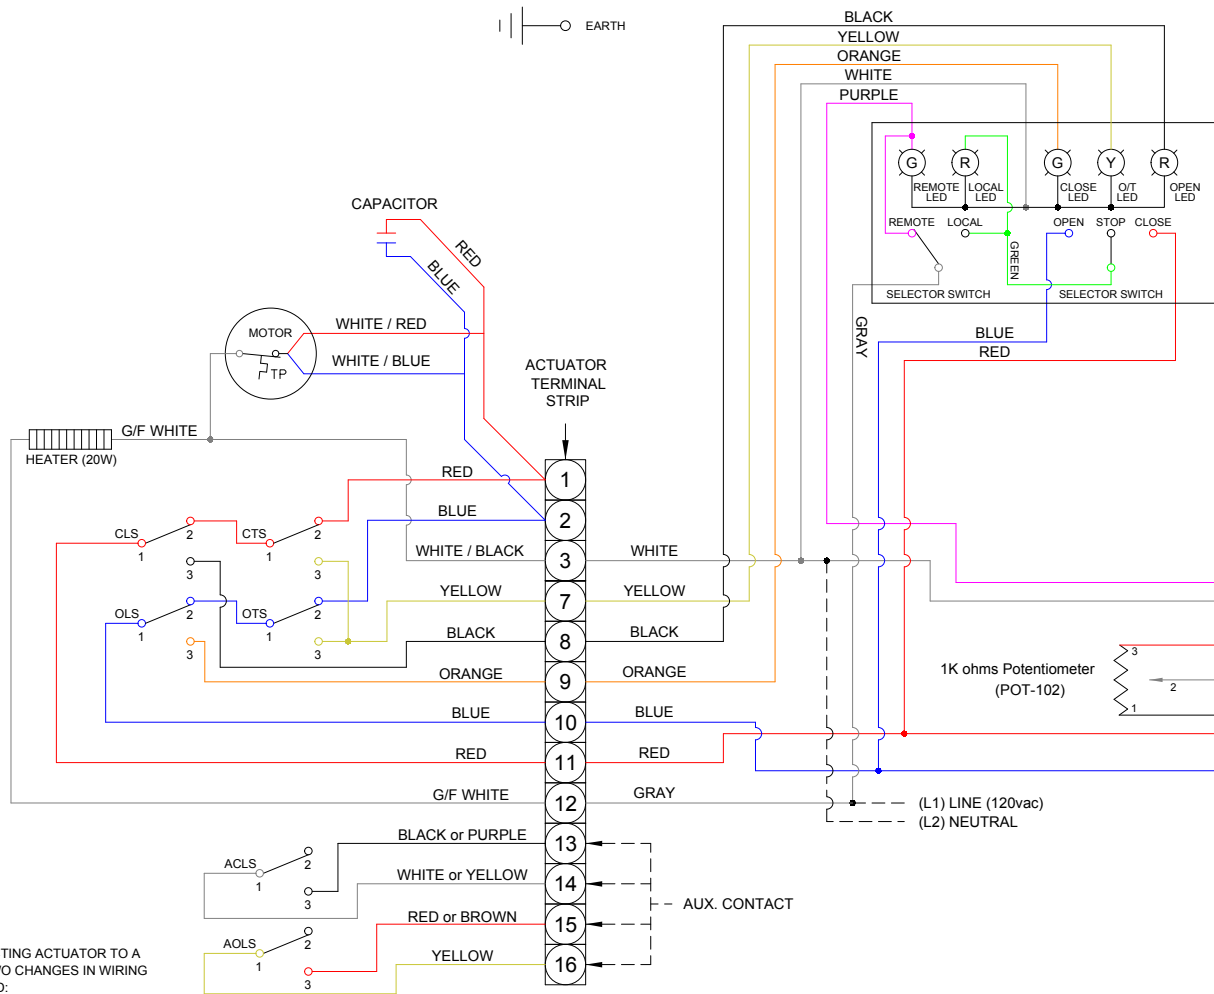 EARTH
BLACK
YELLOW
ORANGE
WHITE
PURPLE
G
R
G
Y
R
REMOTE LED
LOCAL LED
CLOSE LED
O/T LED
OPEN LED
REMOTE
LOCAL
OPEN
STOP
CLOSE
GREEN
SELECTOR SWITCH
SELECTOR SWITCH
GRAY
BLUE
RED
CAPACITOR
RED
BLUE
MOTOR
TP
WHITE / RED
WHITE / BLUE
ACTUATOR
TERMINAL
STRIP
G/F WHITE
HEATER (20W)
RED
1
CLS
1
2
3
CTS
1
2
3
BLUE
2
WHITE / BLACK
3
WHITE
OLS
1
2
3
OTS
1
2
3
YELLOW
7
YELLOW
BLACK
8
BLACK
ORANGE
9
ORANGE
BLUE
10
BLUE
RED
11
RED
G/F WHITE
12
GRAY
1K ohms Potentiometer
(POT-102)
3
2
1
(L1) LINE (120vac)
(L2) NEUTRAL
BLACK or PURPLE
13
ACLS
1
2
3
WHITE or YELLOW
14
AUX. CONTACT
RED or BROWN
15
AOLS
1
2
3
YELLOW
16
TING ACTUATOR TO A
O CHANGES IN WIRING